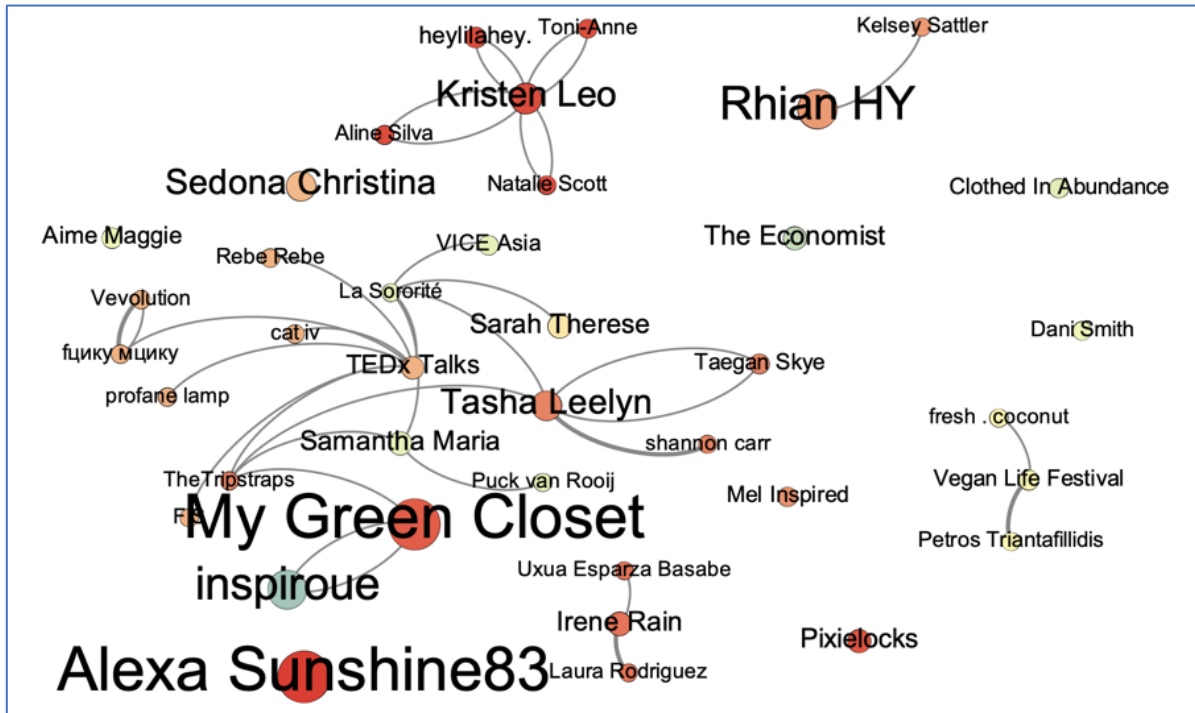 heylilahey.
Toni-Anne
Kelsey Sattler
Kristen Leo
Rhian HY
Aline Silva
Natalie Scott
Sedona Christina
Clothed In Abundance
Aime Maggie
VICE Asia
The Economist
Rebe Rebe
La Sororité
Vevolution
Sarah Therese
cat iv
Dani Smith
fцику мцику
TEDx Talks
Taegan Skye
profane lamp
Tasha Leelyn
fresh . coconut
Samantha Maria
shannon carr
TheTripstraps
Puck van Rooij
Vegan Life Festival
Mel Inspired
My Green Closet
Petros Triantafillidis
Uxua Esparza Basabe
inspiroue
Irene Rain
Pixielocks
Alexa Sunshine83
Laura Rodriguez